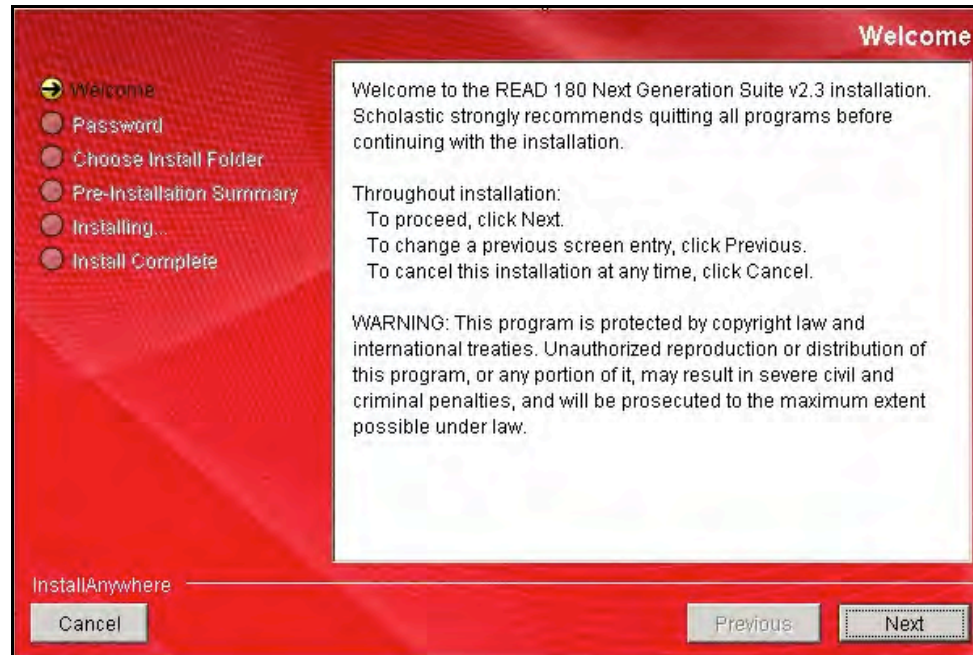 Welcome
Welcome
Password
Choose Install Folder
Pre-Installation Summary
Installing...
Install Complete
Welcome to the READ 180 Next Generation Suite v2.3 installation.
Scholastic strongly recommends quitting all programs before
continuing with the installation.
Throughout installation:
To proceed, click Next.
To change a previous screen entry, click Previous.
To cancel this installation at any time, click Cancel.
WARNING: This program is protected by copyright law and
international treaties. Unauthorized reproduction or distribution of
this program, or any portion of it, may result in severe civil and
criminal penalties, and will be prosecuted to the maximum extent
possible under law.
InstallAnywhere
Cancel
Previous
Next